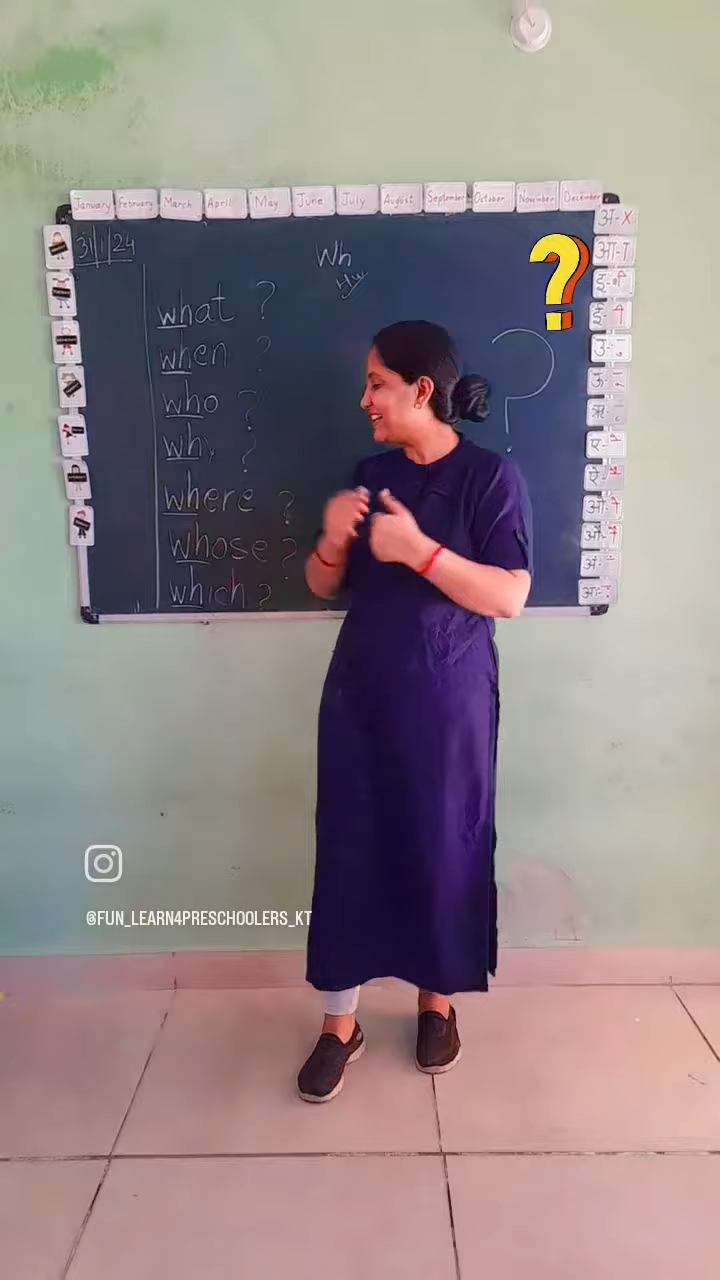 January February March April May June July August September October November December
31/1/24
Wh
Hw
what ?
when ?
who ?
why ?
where ?
whose ?
which ?
?
?
अ- x
आ-ा
इ-ि
ई-ी
उ-ु
ऊ-ू
ऋ-ृ
ए-े
ऐ-ै
ओ-ो
औ-ौ
अं-ं
अः-ः
@FUN_LEARN4PRESCHOOLERS_KT